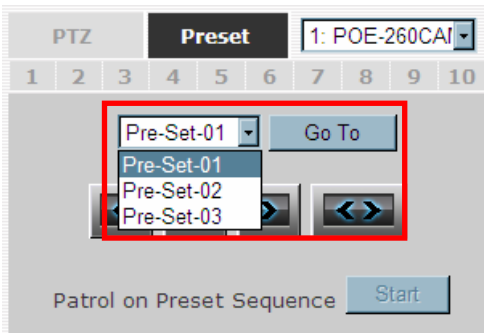 PTZ Preset 1: POE-260CA
1 2 3 4 5 6 7 8 9 10
Pre-Set-01 Go To
Pre-Set-01
Pre-Set-02
Pre-Set-03
Patrol on Preset Sequence Start